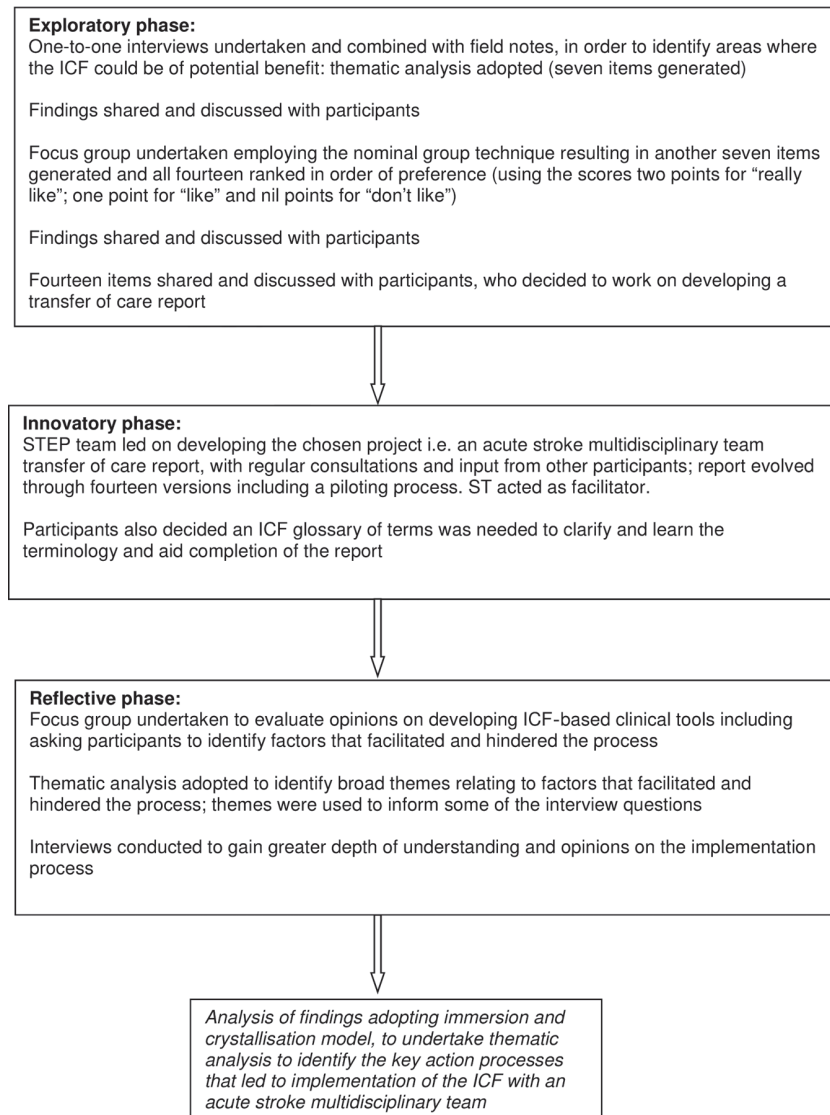 Exploratory phase:
One-to-one interviews undertaken and combined with field notes, in order to identify areas where
the ICF could be of potential benefit: thematic analysis adopted (seven items generated)
Findings shared and discussed with participants
Focus group undertaken employing the nominal group technique resulting in another seven items
generated and all fourteen ranked in order of preference (using the scores two points for “really
like”; one point for “like” and nil points for “don’t like”)
Findings shared and discussed with participants
Fourteen items shared and discussed with participants, who decided to work on developing a
transfer of care report
Innovatory phase:
STEP team led on developing the chosen project i.e. an acute stroke multidisciplinary team
transfer of care report, with regular consultations and input from other participants; report evolved
through fourteen versions including a piloting process. ST acted as facilitator.
Participants also decided an ICF glossary of terms was needed to clarify and learn the
terminology and aid completion of the report
Reflective phase:
Focus group undertaken to evaluate opinions on developing ICF-based clinical tools including
asking participants to identify factors that facilitated and hindered the process
Thematic analysis adopted to identify broad themes relating to factors that facilitated and
hindered the process; themes were used to inform some of the interview questions
Interviews conducted to gain greater depth of understanding and opinions on the implementation
process
Analysis of findings adopting immersion and
crystallisation model, to undertake thematic
analysis to identify the key action processes
that led to implementation of the ICF with an
acute stroke multidisciplinary team